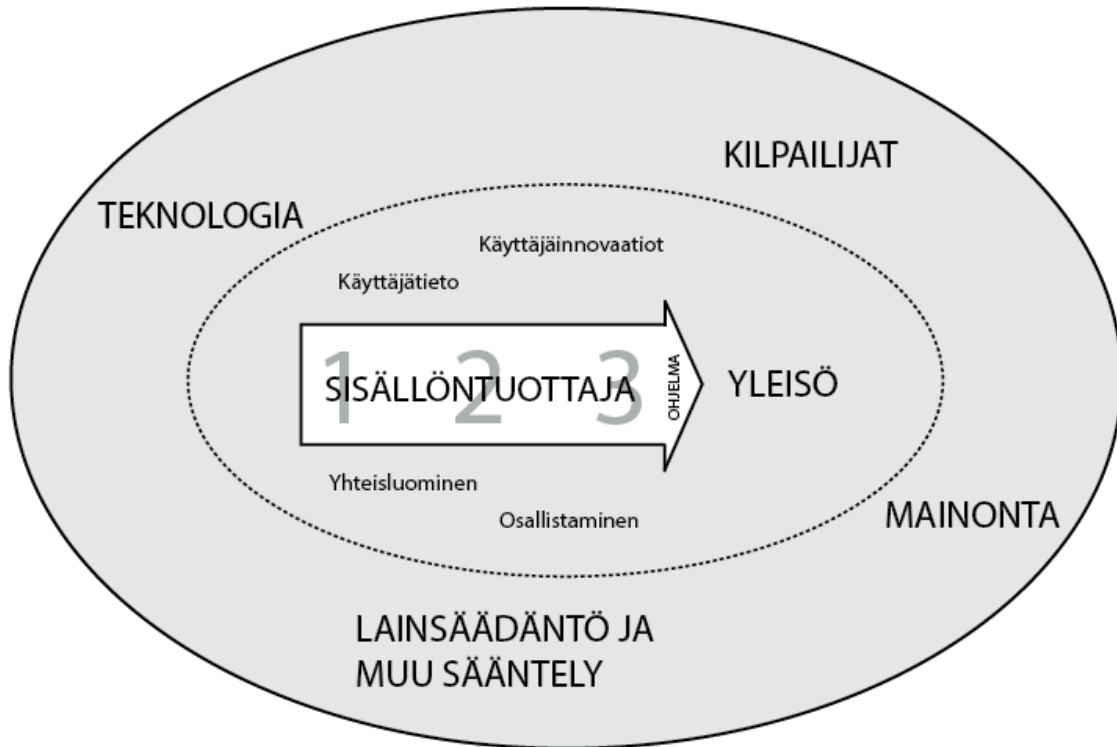 KILPAILIJAT
TEKNOLOGIA
Käyttäjäinnovaatiot
Käyttäjätieto
1 2 3
SISÄLLÖNTUOTTAJA
OHJELMA
YLEISÖ
Yhteisluominen
Osallistaminen
MAINONTA
LAINSÄÄDÄNTÖ JA
MUU SÄÄNTELY